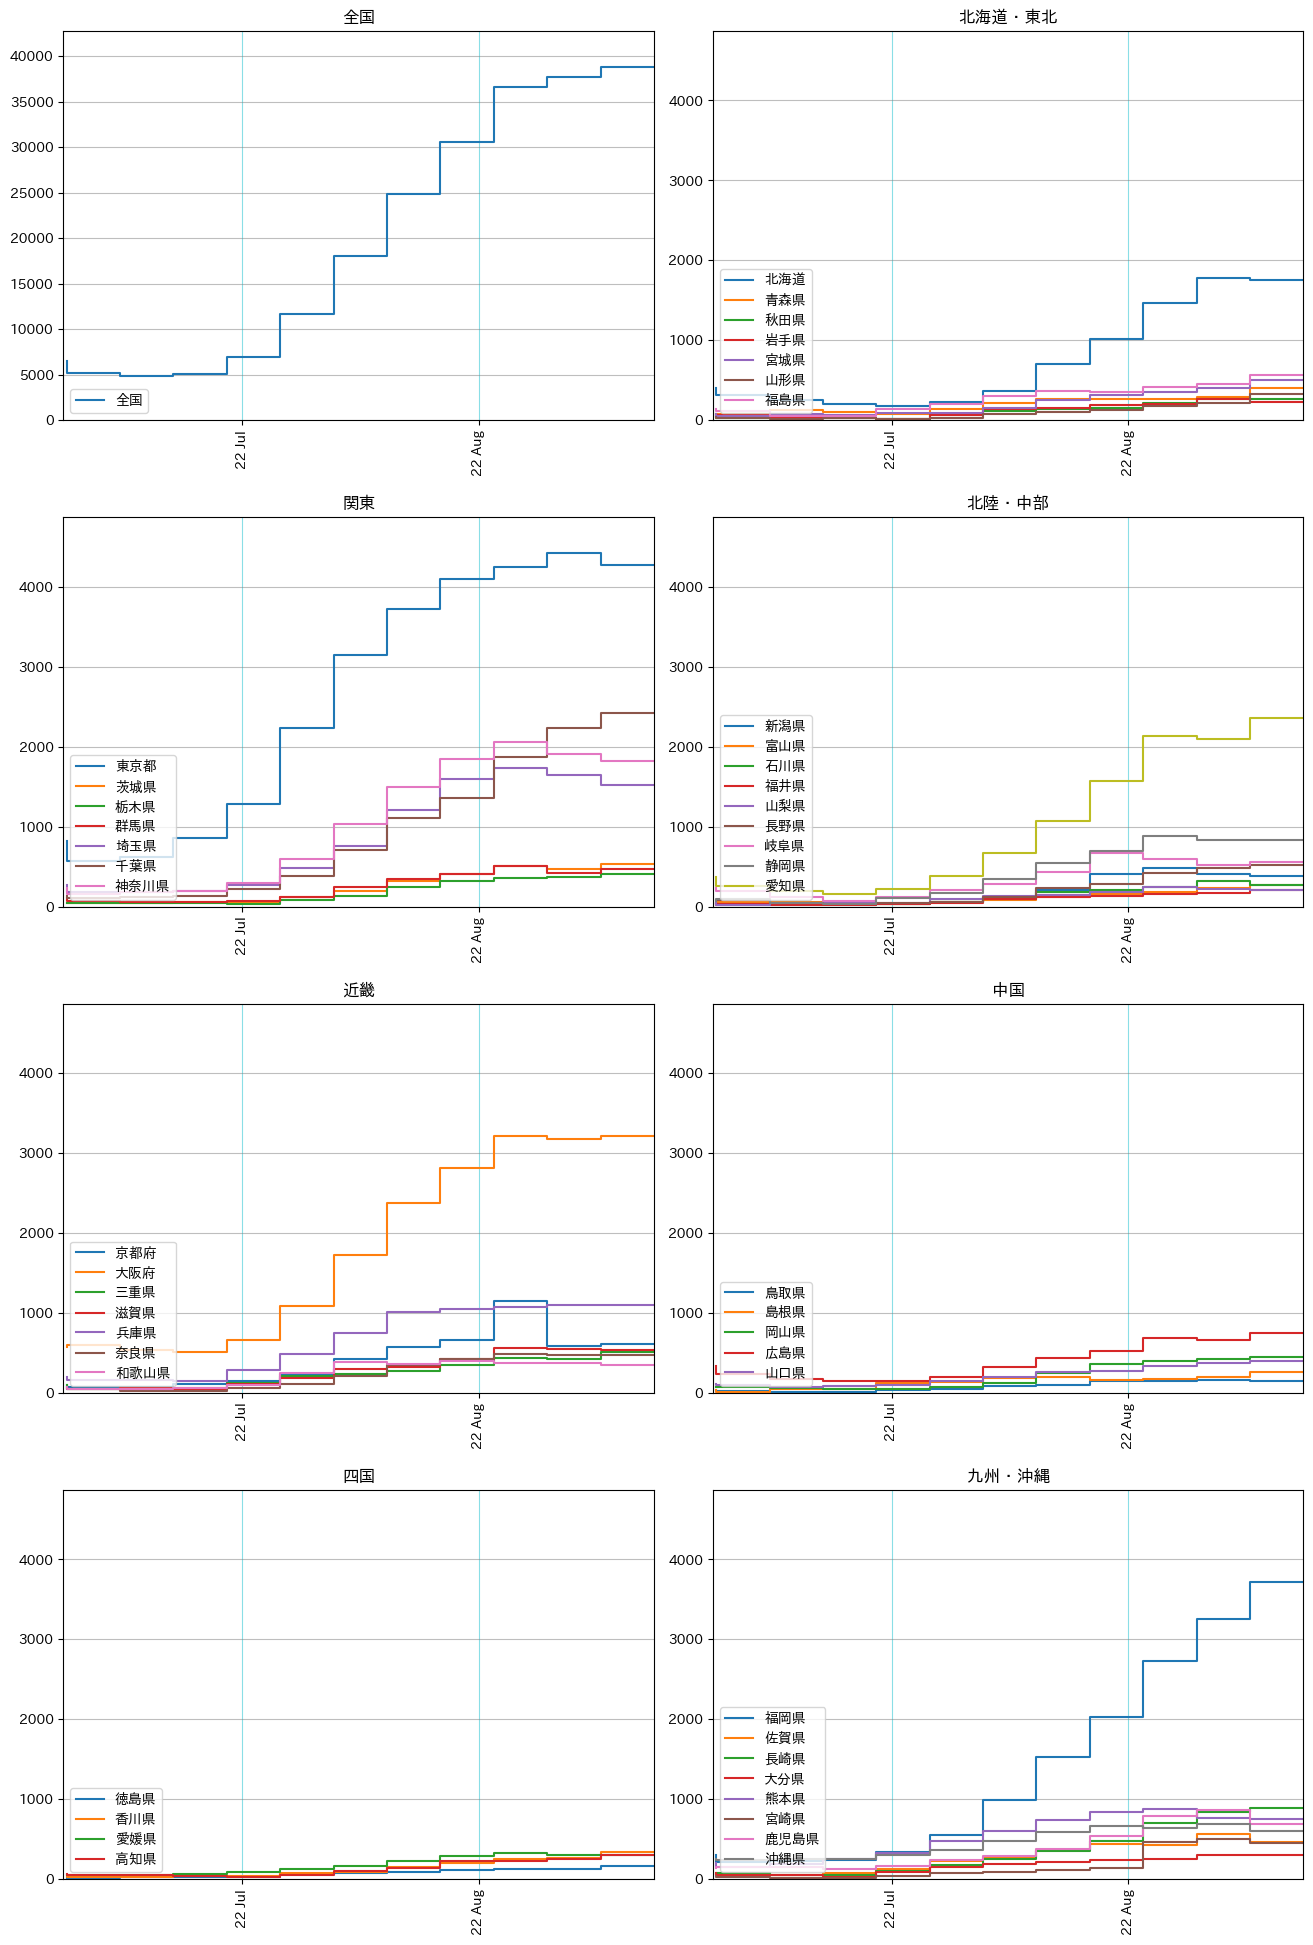 全国
40000
35000
30000
25000
20000
15000
10000
5000
0
全国
22 Jul
22 Aug
北海道・東北
4000
3000
2000
1000
0
北海道
青森県
秋田県
岩手県
宮城県
山形県
福島県
22 Jul
22 Aug
関東
4000
3000
2000
1000
0
東京都
茨城県
栃木県
群馬県
埼玉県
千葉県
神奈川県
22 Jul
22 Aug
北陸・中部
4000
3000
2000
1000
0
新潟県
富山県
石川県
福井県
山梨県
長野県
岐阜県
静岡県
愛知県
22 Jul
22 Aug
近畿
4000
3000
2000
1000
0
京都府
大阪府
三重県
滋賀県
兵庫県
奈良県
和歌山県
22 Jul
22 Aug
中国
4000
3000
2000
1000
0
鳥取県
島根県
岡山県
広島県
山口県
22 Jul
22 Aug
四国
4000
3000
2000
1000
0
徳島県
香川県
愛媛県
高知県
22 Jul
22 Aug
九州・沖縄
4000
3000
2000
1000
0
福岡県
佐賀県
長崎県
大分県
熊本県
宮崎県
鹿児島県
沖縄県
22 Jul
22 Aug